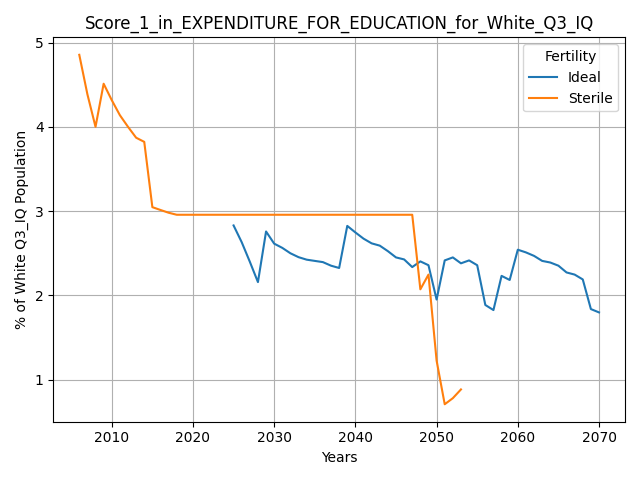 Score_1_in_EXPENDITURE_FOR_EDUCATION_for_White_Q3_IQ
Fertility
Ideal
Sterile
% of White Q3_IQ Population
5
4
3
2
1
2010 2020 2030 2040 2050 2060 2070
Years